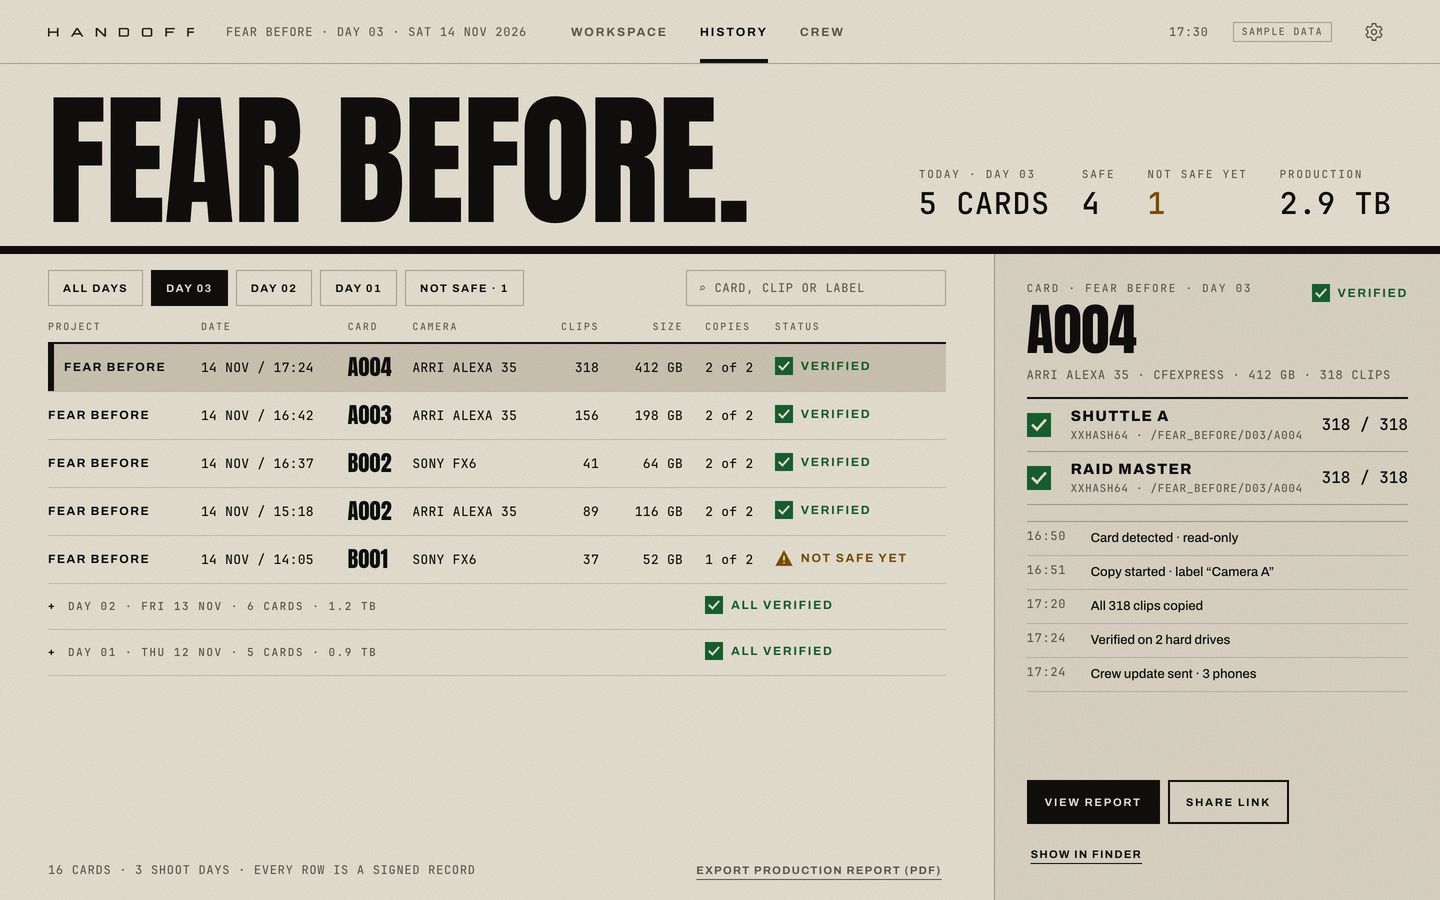 HANDOFF FEAR BEFORE · DAY 03 · SAT 14 NOV 2026 WORKSPACE HISTORY CREW 17:30 SAMPLE DATA
FEAR BEFORE.
TODAY · DAY 03 SAFE NOT SAFE YET PRODUCTION
5 CARDS 4 1 2.9 TB
ALL DAYS DAY 03 DAY 02 DAY 01 NOT SAFE · 1 CARD, CLIP OR LABEL
PROJECT DATE CARD CAMERA CLIPS SIZE COPIES STATUS
FEAR BEFORE 14 NOV / 17:24 A004 ARRI ALEXA 35 318 412 GB 2 of 2 VERIFIED
FEAR BEFORE 14 NOV / 16:42 A003 ARRI ALEXA 35 156 198 GB 2 of 2 VERIFIED
FEAR BEFORE 14 NOV / 16:37 B002 SONY FX6 41 64 GB 2 of 2 VERIFIED
FEAR BEFORE 14 NOV / 15:18 A002 ARRI ALEXA 35 89 116 GB 2 of 2 VERIFIED
FEAR BEFORE 14 NOV / 14:05 B001 SONY FX6 37 52 GB 1 of 2 NOT SAFE YET
+ DAY 02 · FRI 13 NOV · 6 CARDS · 1.2 TB ALL VERIFIED
+ DAY 01 · THU 12 NOV · 5 CARDS · 0.9 TB ALL VERIFIED
16 CARDS · 3 SHOOT DAYS · EVERY ROW IS A SIGNED RECORD EXPORT PRODUCTION REPORT (PDF)
CARD · FEAR BEFORE · DAY 03 VERIFIED
A004
ARRI ALEXA 35 · CFEXPRESS · 412 GB · 318 CLIPS
SHUTTLE A 318 / 318
XXHASH64 · /FEAR_BEFORE/D03/A004
RAID MASTER 318 / 318
XXHASH64 · /FEAR_BEFORE/D03/A004
16:50 Card detected · read-only
16:51 Copy started · label “Camera A”
17:20 All 318 clips copied
17:24 Verified on 2 hard drives
17:24 Crew update sent · 3 phones
VIEW REPORT SHARE LINK
SHOW IN FINDER